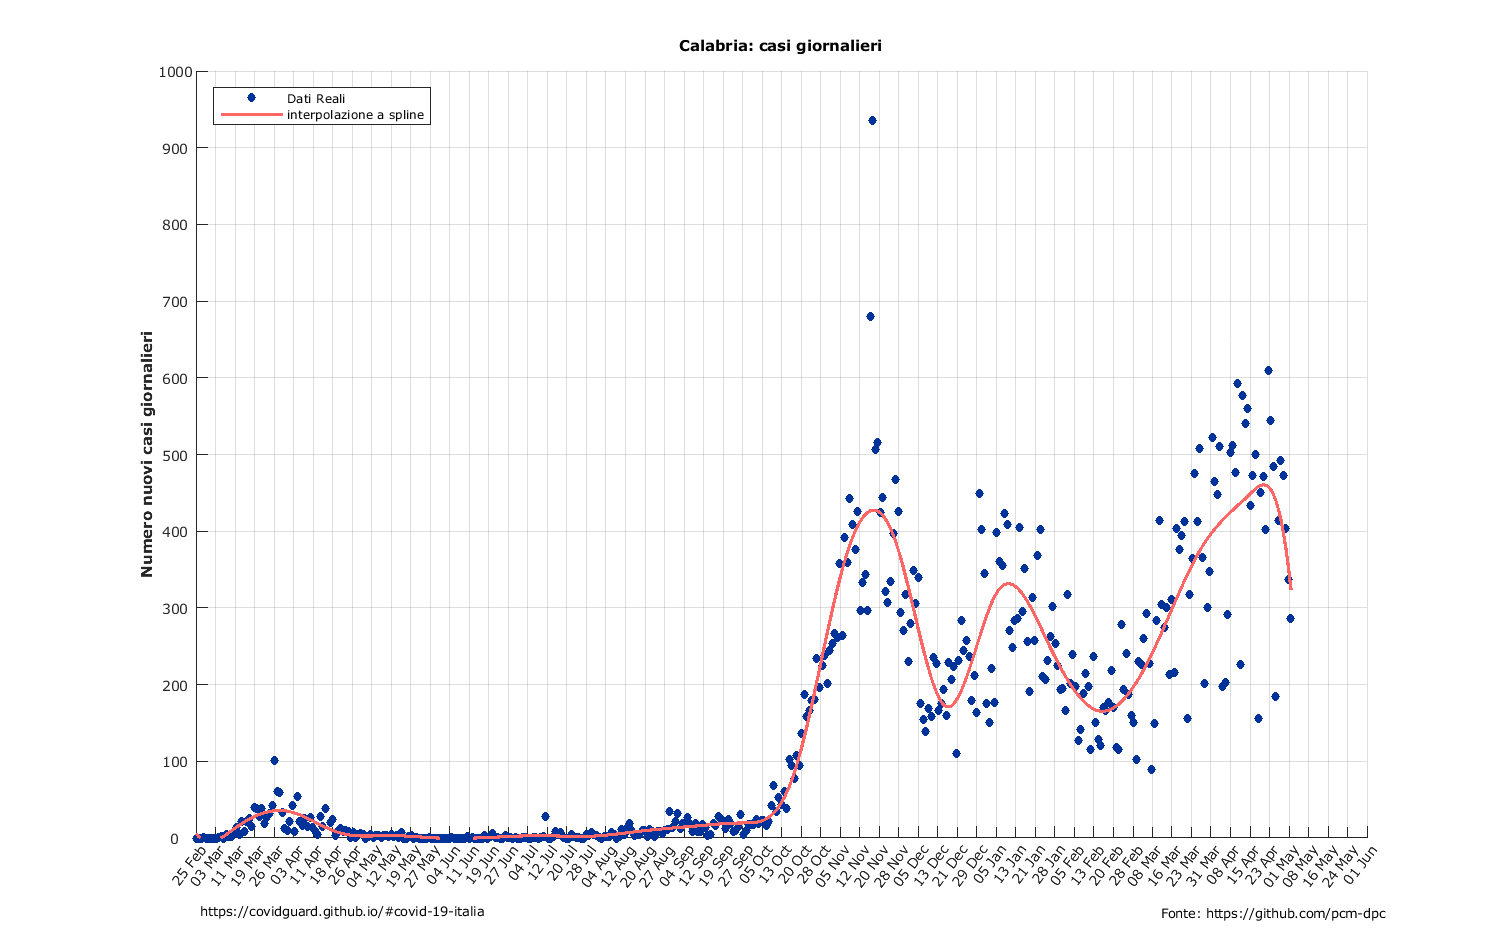 Calabria: casi giornalieri
Dati Reali
interpolazione a spline
Numero nuovi casi giornalieri
1000
900
800
700
600
500
400
300
200
100
0
25 Feb
03 Mar
11 Mar
19 Mar
26 Mar
03 Apr
11 Apr
18 Apr
26 Apr
04 May
12 May
19 May
27 May
04 Jun
11 Jun
19 Jun
27 Jun
04 Jul
12 Jul
20 Jul
28 Jul
04 Aug
12 Aug
20 Aug
27 Aug
04 Sep
12 Sep
19 Sep
27 Sep
05 Oct
13 Oct
20 Oct
28 Oct
05 Nov
12 Nov
20 Nov
28 Nov
05 Dec
13 Dec
21 Dec
29 Dec
05 Jan
13 Jan
21 Jan
28 Jan
05 Feb
13 Feb
20 Feb
28 Feb
08 Mar
16 Mar
23 Mar
31 Mar
08 Apr
15 Apr
23 Apr
01 May
08 May
16 May
24 May
01 Jun
https://covidguard.github.io/#covid-19-italia
Fonte: https://github.com/pcm-dpc